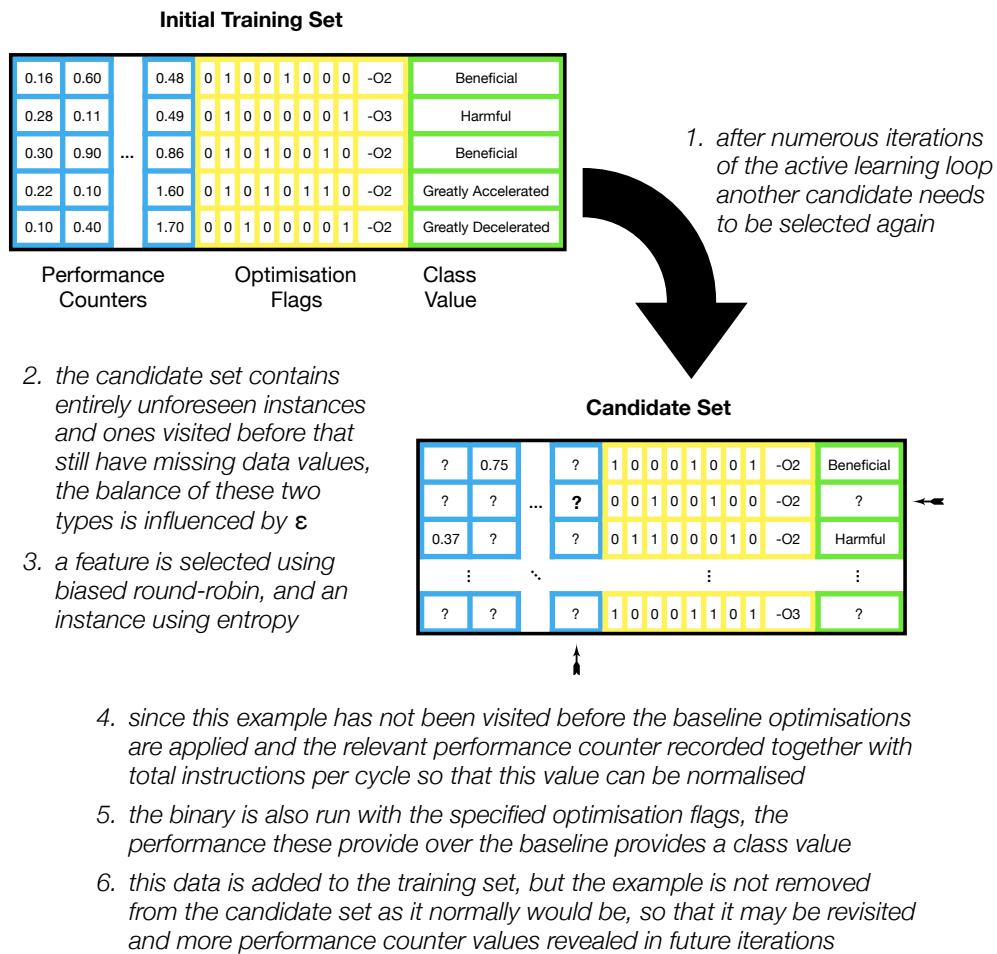 Initial Training Set
0.16 0.60 0.48 0 1 0 0 1 0 0 0 -O2 Beneficial
0.28 0.11 0.49 0 1 0 0 0 0 0 1 -O3 Harmful
0.30 0.90 ... 0.86 0 1 0 1 0 0 1 0 -O2 Beneficial
0.22 0.10 1.60 0 1 0 1 0 1 1 0 -O2 Greatly Accelerated
0.10 0.40 1.70 0 0 1 0 0 0 0 1 -O2 Greatly Decelerated
Performance Optimisation Class
Counters Flags Value
1. after numerous iterations
of the active learning loop
another candidate needs
to be selected again
2. the candidate set contains
entirely unforeseen instances
and ones visited before that
still have missing data values,
the balance of these two
types is influenced by ε
3. a feature is selected using
biased round-robin, and an
instance using entropy
Candidate Set
? 0.75 ? 1 0 0 0 1 0 0 1 -O2 Beneficial
? ? ... ? 0 0 1 0 0 1 0 0 -O2 ?
0.37 ? ? 0 1 1 0 0 0 1 0 -O2 Harmful
⋮ ⋱ ⋮ ⋮
? ? ? 1 0 0 0 1 1 0 1 -O3 ?
4. since this example has not been visited before the baseline optimisations
are applied and the relevant performance counter recorded together with
total instructions per cycle so that this value can be normalised
5. the binary is also run with the specified optimisation flags, the
performance these provide over the baseline provides a class value
6. this data is added to the training set, but the example is not removed
from the candidate set as it normally would be, so that it may be revisited
and more performance counter values revealed in future iterations